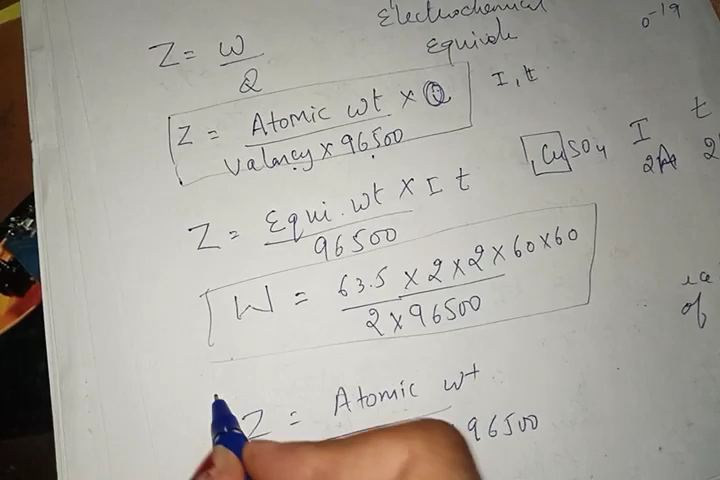 Electrochemical
Z = W / Q
Z = Atomic wt × Q / Valancy × 96500
I, t
0-19
CuSO4 I t
2A 2
Z = Equi. wt × I t / 96500
W = 63.5 × 2 × 2 × 60 × 60 / 2 × 96500
of
Z = Atomic wt
96500